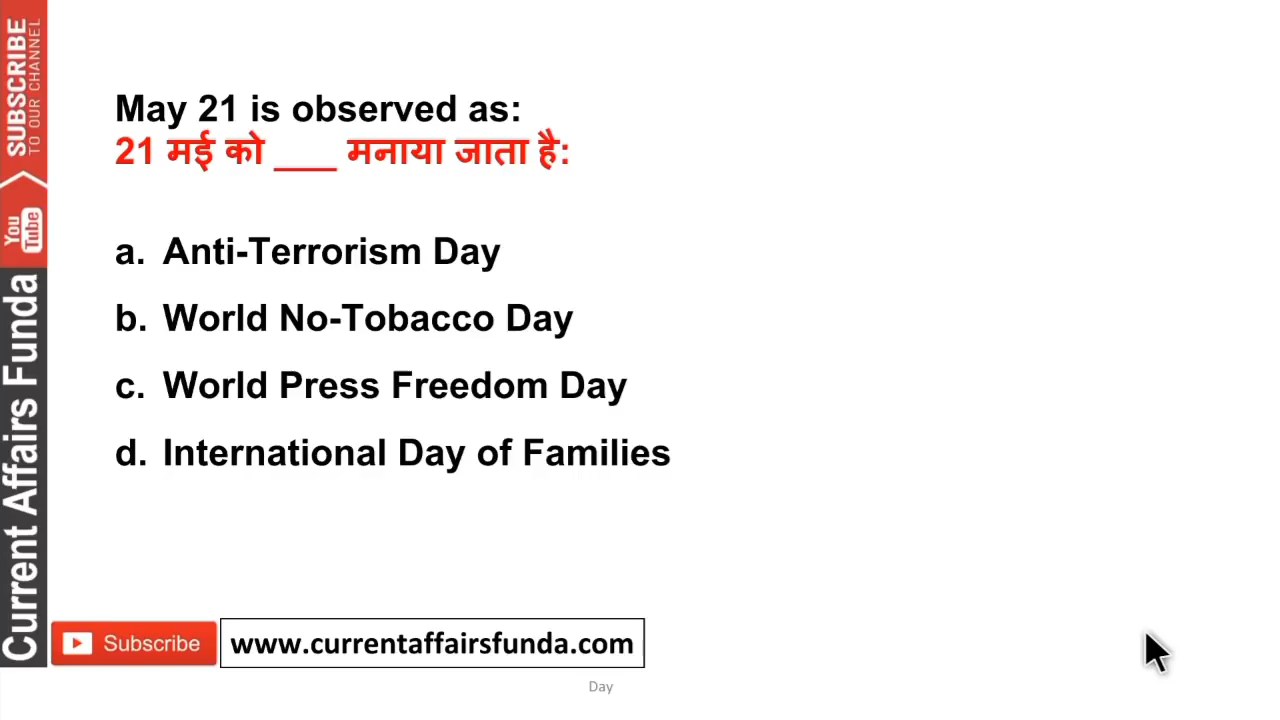 SUBSCRIBE
TO OUR CHANNEL
You
Tube
Current Affairs Funda
May 21 is observed as:
21 मई को ___ मनाया जाता है:
a. Anti-Terrorism Day
b. World No-Tobacco Day
c. World Press Freedom Day
d. International Day of Families
Subscribe
www.currentaffairsfunda.com
Day